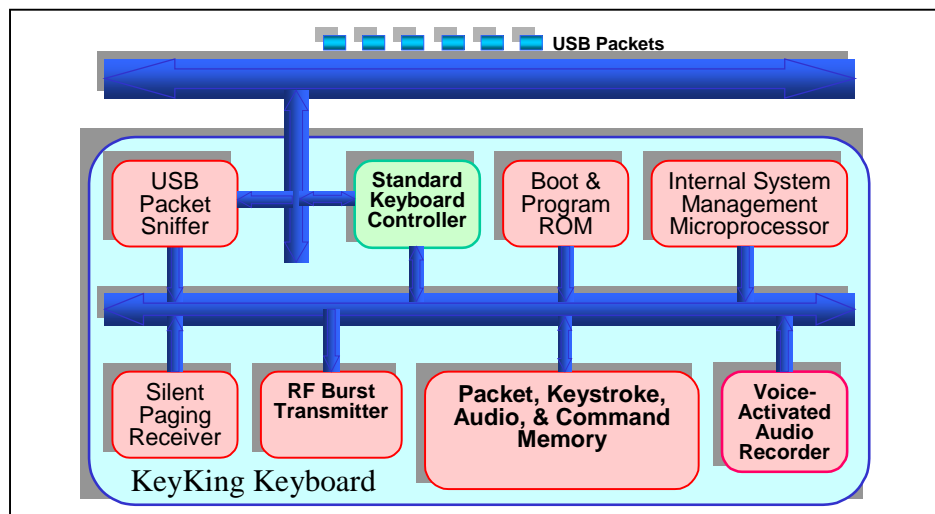 USB Packets
USB
Packet
Sniffer
Standard
Keyboard
Controller
Boot &
Program
ROM
Internal System
Management
Microprocessor
Silent
Paging
Receiver
RF Burst
Transmitter
Packet, Keystroke,
Audio, & Command
Memory
Voice-
Activated
Audio
Recorder
KeyKing Keyboard